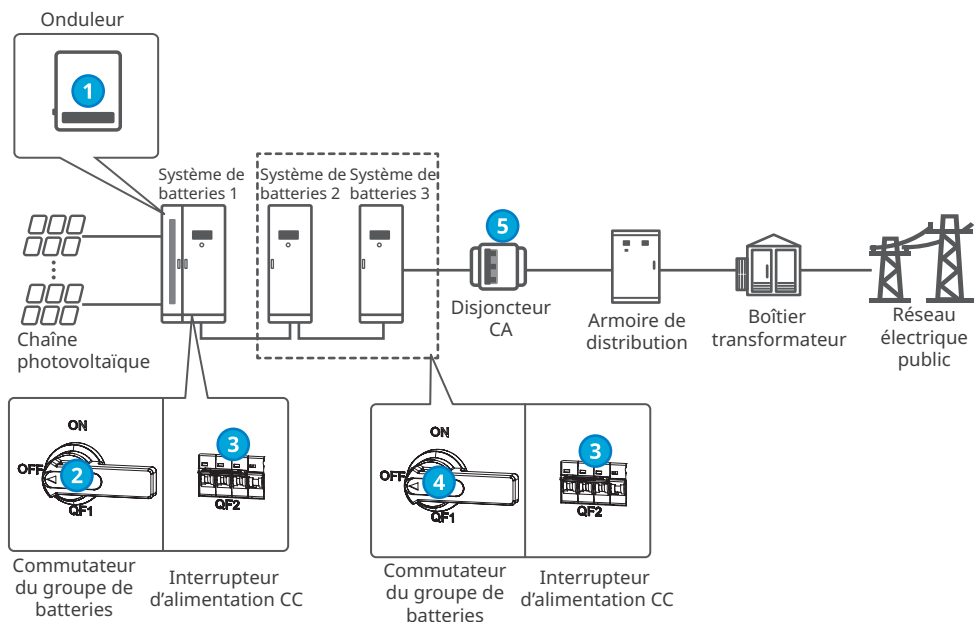 Onduleur
1
Système de
batteries 1
Système de
batteries 2
Système de
batteries 3
5
Disjoncteur
CA
Armoire de
distribution
Boîtier
transformateur
Réseau
électrique
public
Chaîne
photovoltaïque
ON
OFF
2
QF1
3
QF2
ON
OFF
4
QF1
3
QF2
Commutateur
du groupe de
batteries
Interrupteur
d’alimentation CC
Commutateur
du groupe de
batteries
Interrupteur
d’alimentation CC